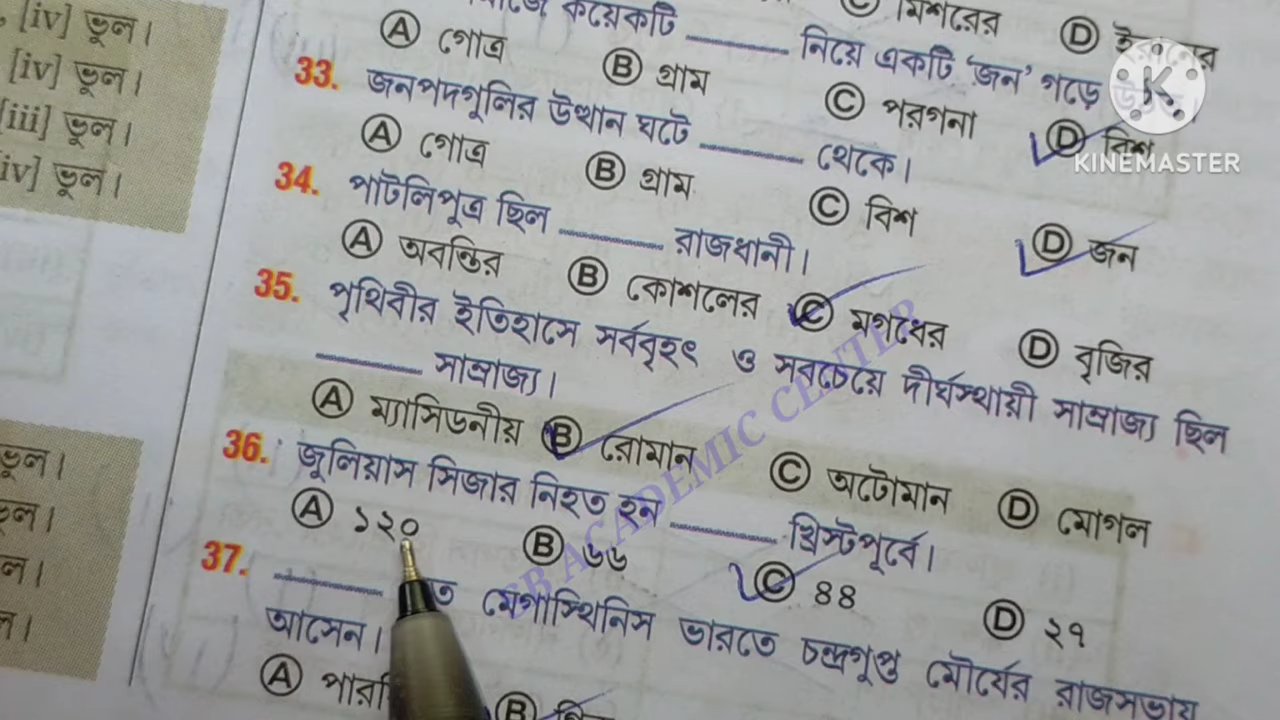 [iv] ভুল।
[iv] ভুল।
[iii] ভুল।
iv] ভুল।
ভুল।
কয়েকটি ______ নিয়ে একটি ‘জন’ গড়ে
Ⓒ মিশরের Ⓓ
Ⓐ গোত্র Ⓑ গ্রাম Ⓒ পরগনা Ⓓ বিশ
33. জনপদগুলির উত্থান ঘটে ______ থেকে।
Ⓐ গোত্র Ⓑ গ্রাম Ⓒ বিশ Ⓓ জন
34. পাটলিপুত্র ছিল ______ রাজধানী।
Ⓐ অবন্তির Ⓑ কোশলের Ⓒ মগধের Ⓓ বৃজির
35. পৃথিবীর ইতিহাসে সর্ববৃহৎ ও সবচেয়ে দীর্ঘস্থায়ী সাম্রাজ্য ছিল
______ সাম্রাজ্য।
Ⓐ ম্যাসিডনীয় Ⓑ রোমান Ⓒ অটোমান Ⓓ মোগল
36. জুলিয়াস সিজার নিহত হন ______ খ্রিস্টপূর্বে।
Ⓐ ১২০ Ⓑ ৬৬ Ⓒ ৪৪ Ⓓ ২৭
37. ______ মেগাস্থিনিস ভারতে চন্দ্রগুপ্ত মৌর্যের রাজসভায়
আসেন।
Ⓐ Ⓑ
KINEMASTER
SB ACADEMIC CENTER